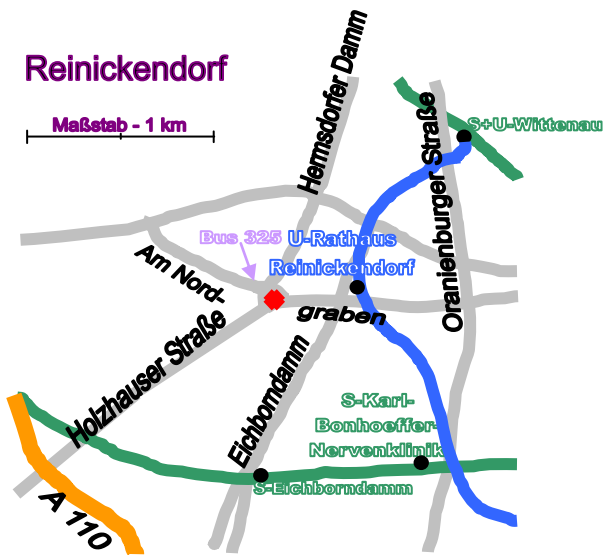 Reinickendorf
Maßstab - 1 km
Hermsdorfer Damm
Oranienburger Straße
S+U-Wittenau
Bus 325
U-Rathaus
Reinickendorf
Am Nord-
graben
Holzhauser Straße
Eichborndamm
S-Karl-
Bonhoeffer-
Nervenklinik
S-Eichborndamm
A 110